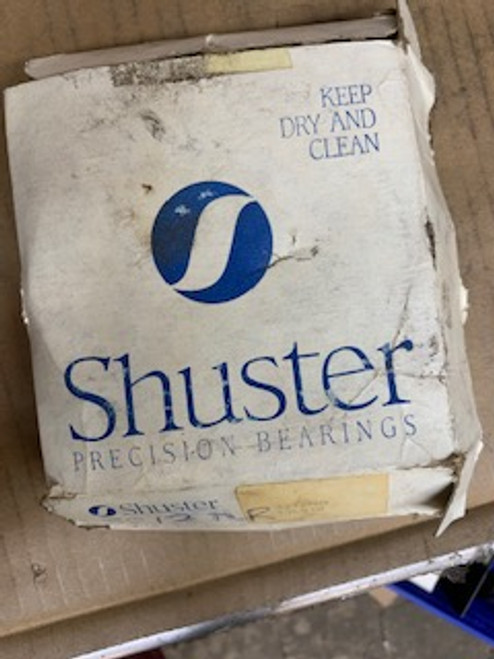 KEEP
DRY AND
CLEAN
Shuster
PRECISION BEARINGS
Shuster